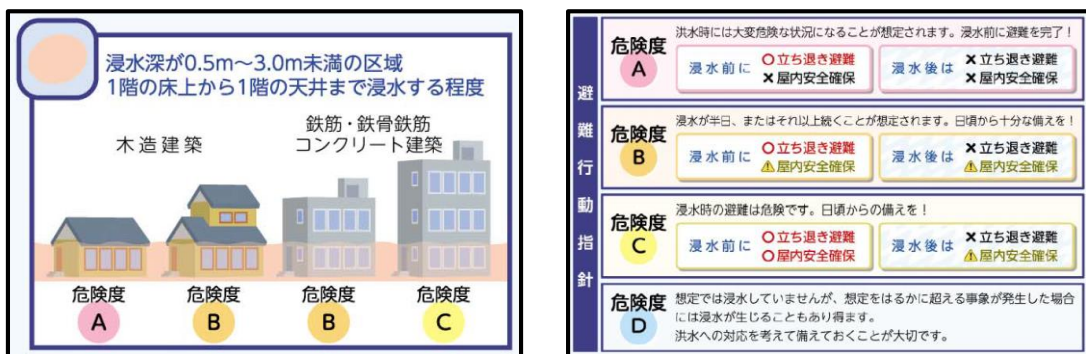 浸水深が0.5m～3.0m未満の区域
1階の床上から1階の天井まで浸水する程度
木造建築
鉄筋・鉄骨鉄筋
コンクリート建築
危険度
A
危険度
B
危険度
B
危険度
C
避難行動指針
危険度
A
洪水時には大変危険な状況になることが想定されます。浸水前に避難を完了！
浸水前に
○立ち退き避難
×屋内安全確保
浸水後は
×立ち退き避難
×屋内安全確保
危険度
B
浸水が半日、またはそれ以上続くことが想定されます。日頃から十分な備えを！
浸水前に
○立ち退き避難
⚠屋内安全確保
浸水後は
×立ち退き避難
⚠屋内安全確保
危険度
C
浸水時の避難は危険です。日頃からの備えを！
浸水前に
○立ち退き避難
○屋内安全確保
浸水後は
×立ち退き避難
⚠屋内安全確保
危険度
D
想定では浸水していませんが、想定をはるかに超える事象が発生した場合
には浸水が生じることもあり得ます。
洪水への対応を考えて備えておくことが大切です。